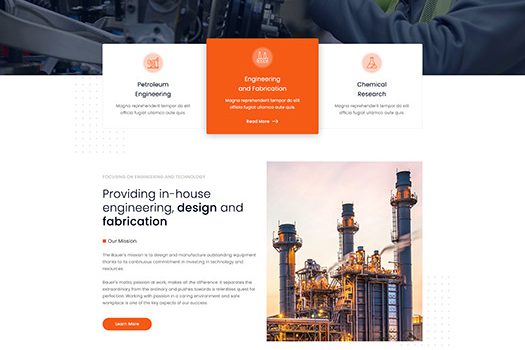 Petroleum
Engineering
Magna reprehenderit tempor do elit
officia fugiat ullamco aute quis
Engineering
and Fabrication
Magna reprehenderit tempor do elit
officia fugiat ullamco aute quis
Read More
Chemical
Research
Magna reprehenderit tempor do elit
officia fugiat ullamco aute quis
FOCUSING ON ENGINEERING AND TECHNOLOGY
Providing in-house
engineering, design and
fabrication
Our Mission
The Bauer's mission is to design and manufacture outstanding equipment
thanks to its continuous commitment in investing in technology and
resources.
Bauer's motto, passion at work, makes all the difference: it separates the
extraordinary from the ordinary and pushes towards a relentless quest for
perfection. Working with passion in a caring environment and safe
workplace is one of the key aspects of our success.
Learn More